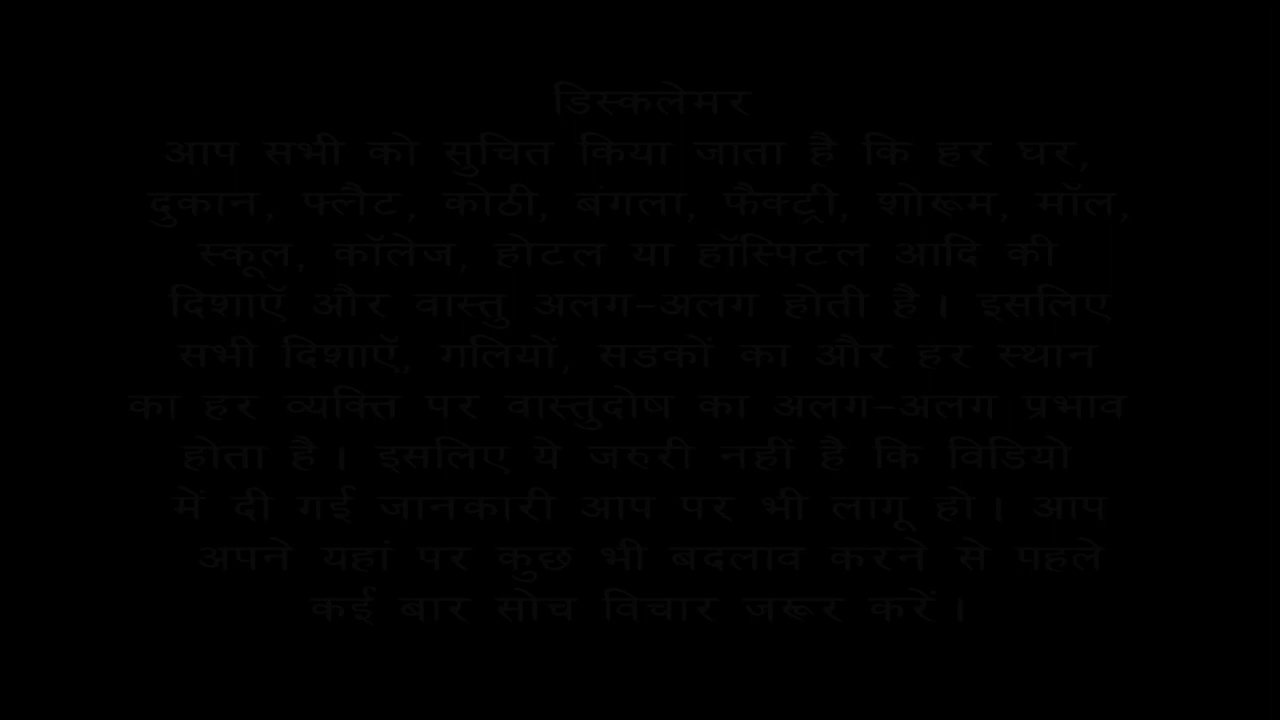 डिस्कलेमर
आप सभी को सुचित किया जाता है कि हर घर,
दुकान, फ्लैट, कोठी, बंगला, फैक्ट्री, शोरूम, मॉल,
स्कूल, कॉलेज, होटल या हॉस्पिटल आदि की
दिशाएॅ और वास्तु अलग-अलग होती है। इसलिए
सभी दिशाएॅ, गलियों, सडकों का और हर स्थान
का हर व्यक्ति पर वास्तुदोष का अलग-अलग प्रभाव
होता है। इसलिए ये जरुरी नहीं है कि विडियो
में दी गई जानकारी आप पर भी लागू हो। आप
अपने यहां पर कुछ भी बदलाव करने से पहले
कई बार सोच विचार जरूर करें।